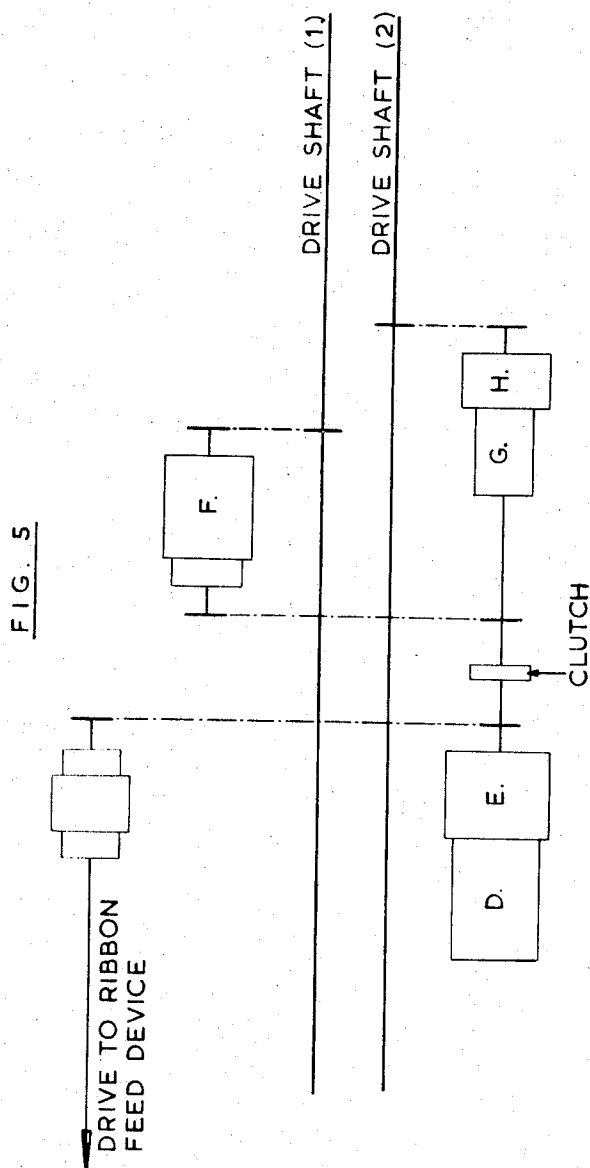 FIG. 5
DRIVE TO RIBBON
FEED DEVICE
F.
DRIVE SHAFT (1)
DRIVE SHAFT (2)
D.
E.
CLUTCH
G.
H.